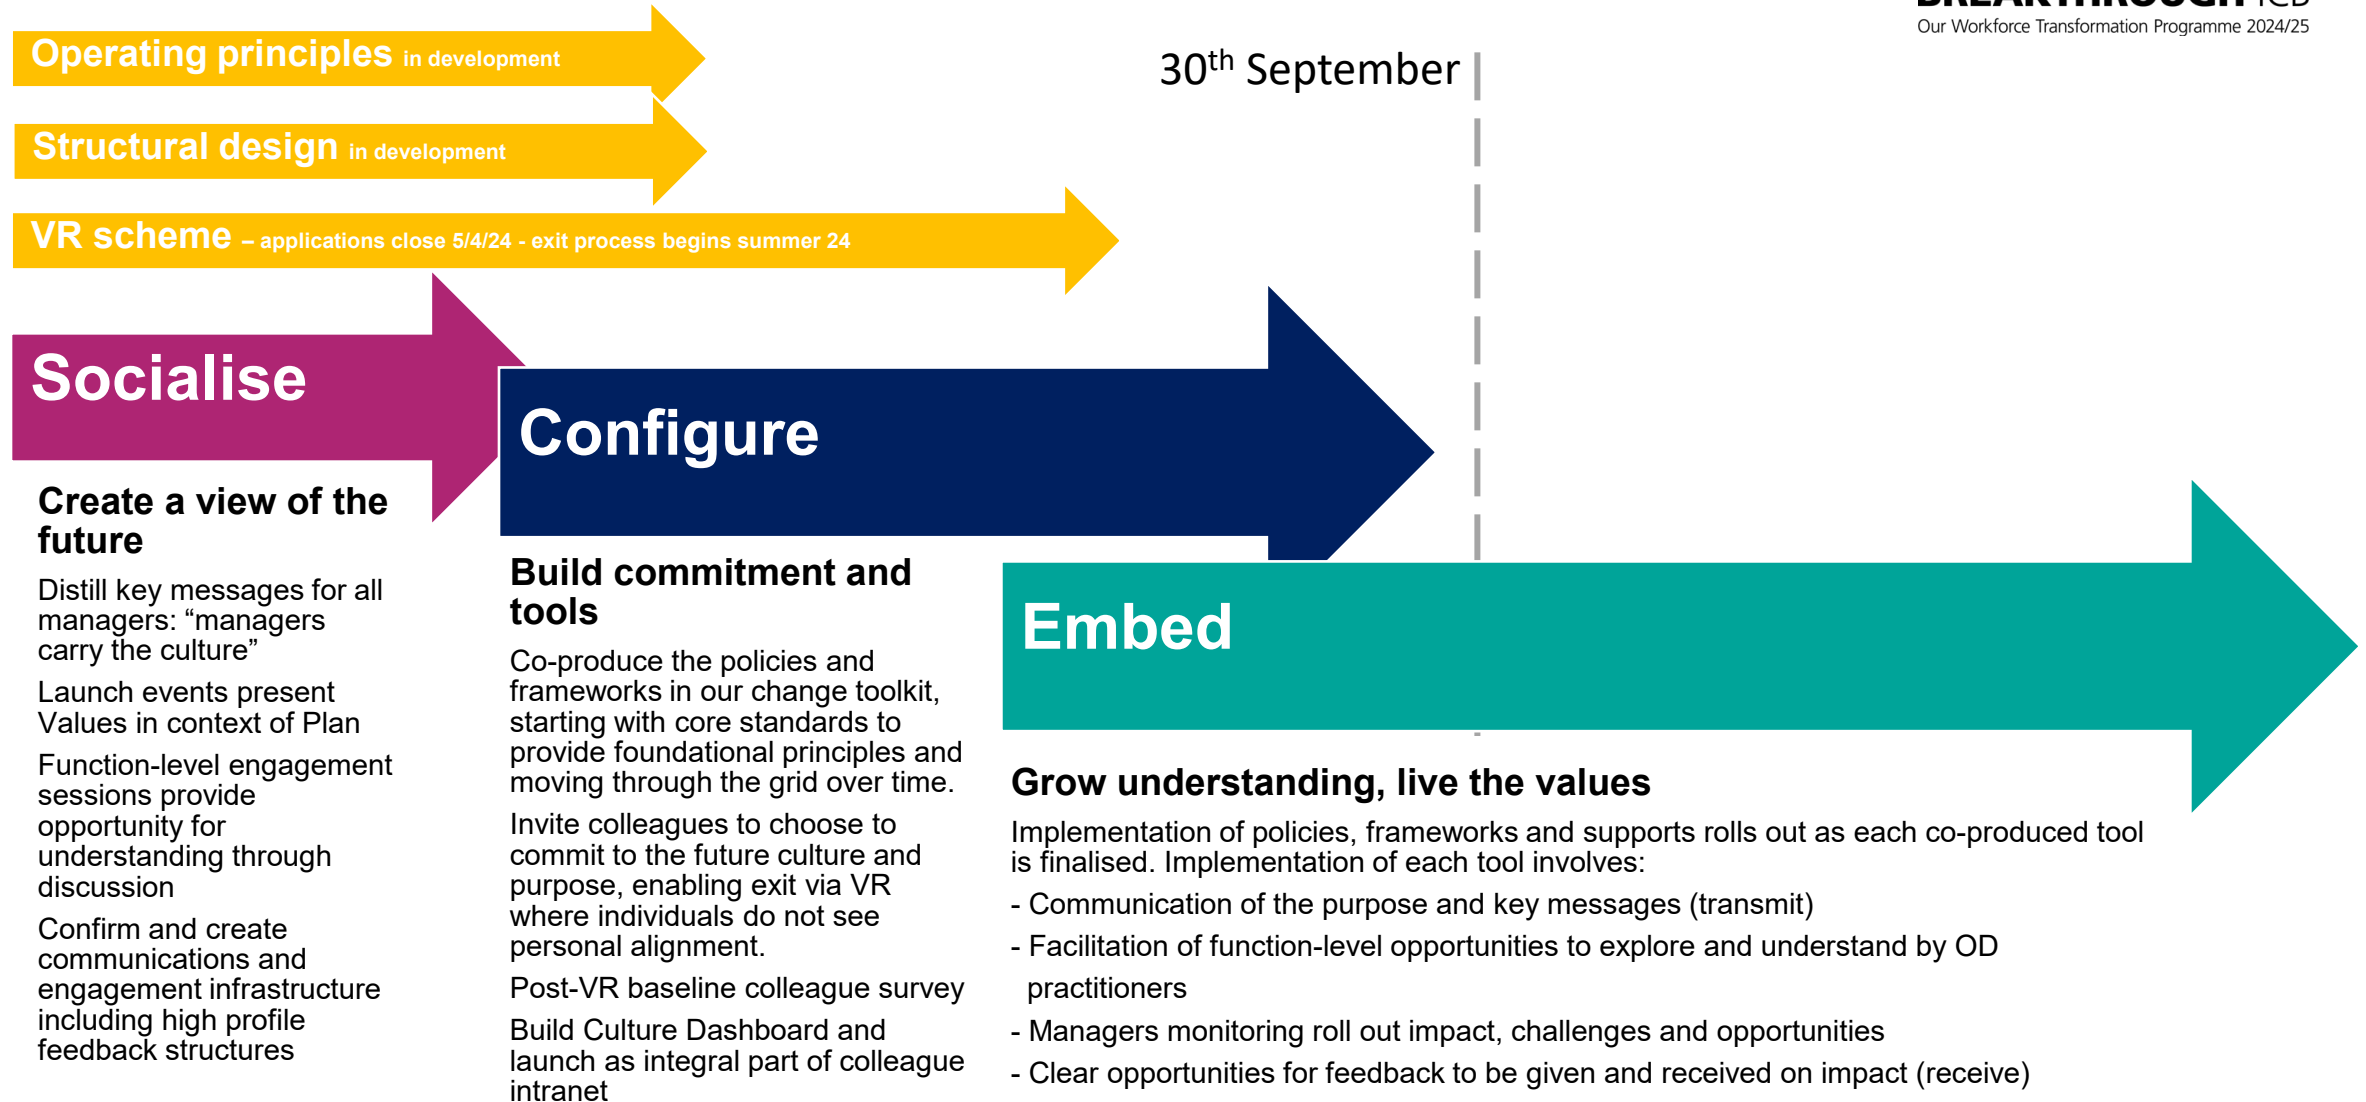 BREAKTHROUGH ICB
Our Workforce Transformation Programme 2024/25
Operating principles in development
30th September
Structural design in development
VR scheme – applications close 5/4/24 - exit process begins summer 24
Socialise
Configure
Embed
Create a view of the
future
Distill key messages for all
managers: “managers
carry the culture”
Launch events present
Values in context of Plan
Function-level engagement
sessions provide
opportunity for
understanding through
discussion
Confirm and create
communications and
engagement infrastructure
including high profile
feedback structures
Build commitment and
tools
Co-produce the policies and
frameworks in our change toolkit,
starting with core standards to
provide foundational principles and
moving through the grid over time.
Invite colleagues to choose to
commit to the future culture and
purpose, enabling exit via VR
where individuals do not see
personal alignment.
Post-VR baseline colleague survey
Build Culture Dashboard and
launch as integral part of colleague
intranet
Grow understanding, live the values
Implementation of policies, frameworks and supports rolls out as each co-produced tool
is finalised. Implementation of each tool involves:
- Communication of the purpose and key messages (transmit)
- Facilitation of function-level opportunities to explore and understand by OD
practitioners
- Managers monitoring roll out impact, challenges and opportunities
- Clear opportunities for feedback to be given and received on impact (receive)